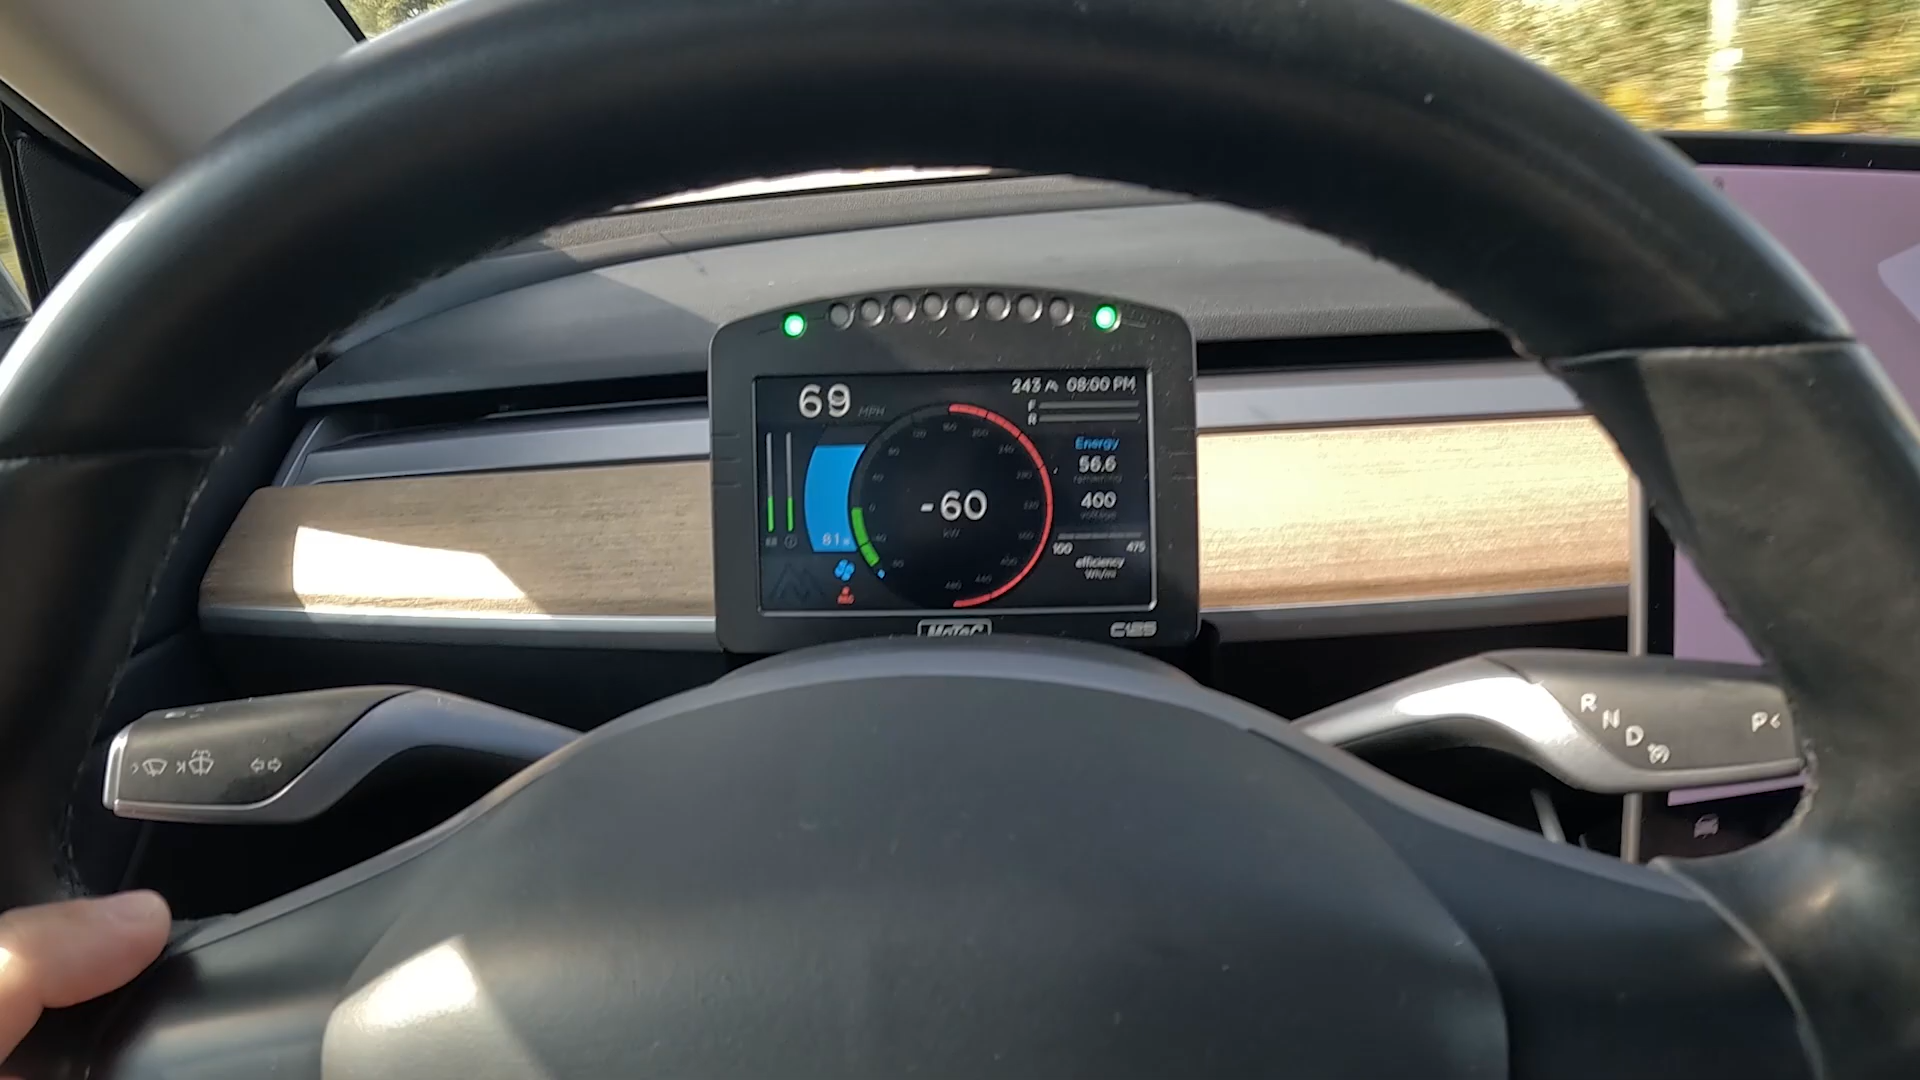 69 MPH
243 08:00 PM
F
R
Energy
56.6
remaining
400
voltage
-60
kW
81
100 475
efficiency
Wh/mi
MoTeC
C125
R
N
D
P